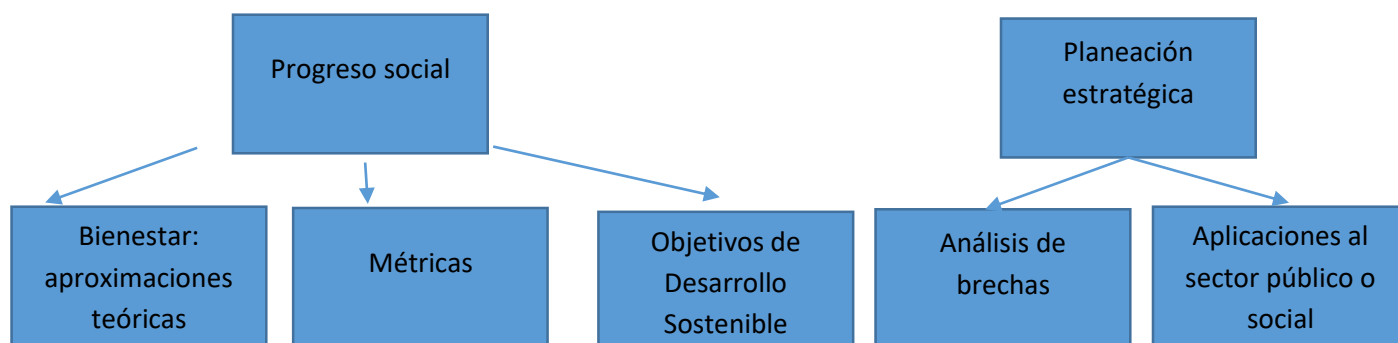 Progreso social
Planeación
estratégica
Bienestar:
aproximaciones
teóricas
Métricas
Objetivos de
Desarrollo
Sostenible
Análisis de
brechas
Aplicaciones al
sector público o
social